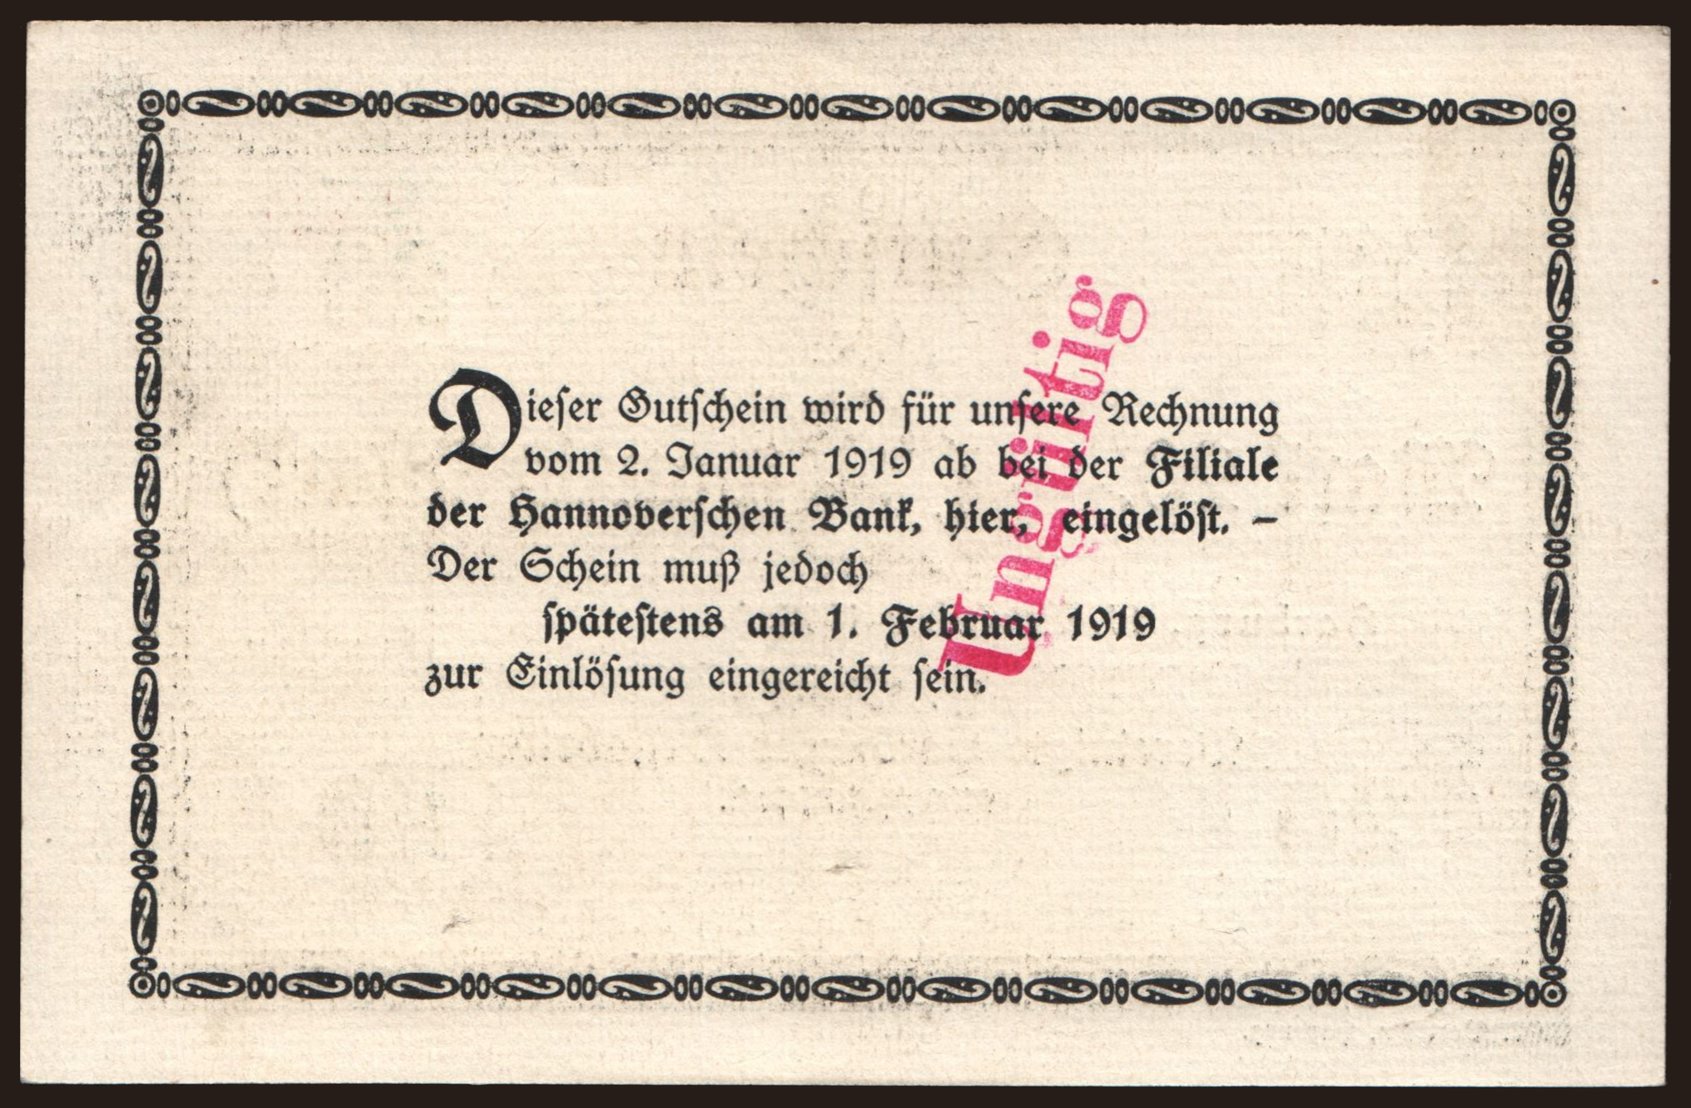 Dieser Gutschein wird für unsere Rechnung
vom 2. Januar 1919 ab bei der Filiale
der Hannoverschen Bank, hier, eingelöst. –
Der Schein muß jedoch
spätestens am 1. Februar 1919
zur Einlösung eingereicht sein.
Ungültig